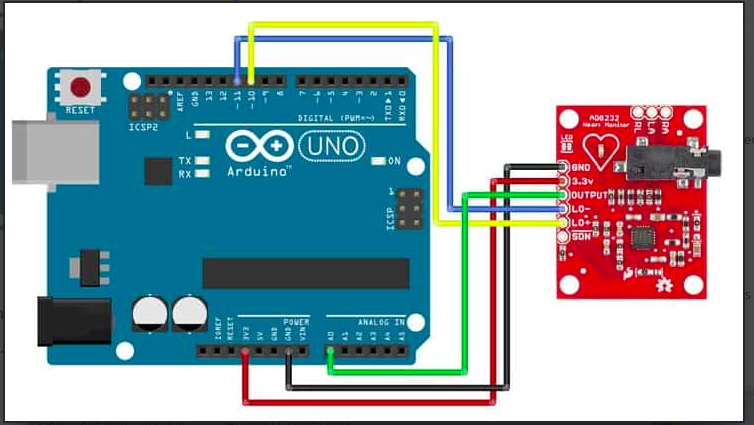 RESET
ICSP2
AREF
GND
13
12
~11
~10
~9
8
7
~6
~5
4
~3
2
TXD▶1
RXD◀0
DIGITAL (PWM=~)
L
TX
RX
UNO
Arduino™
ON
1
ICSP
POWER
ANALOG IN
IOREF
RESET
3V3
5V
GND
GND
VIN
A0
A1
A2
A3
A4
A5
AD8232
Heart Monitor
RL
LA
RA
LED
GND
3.3v
OUTPUT
LO-
LO+
SDN